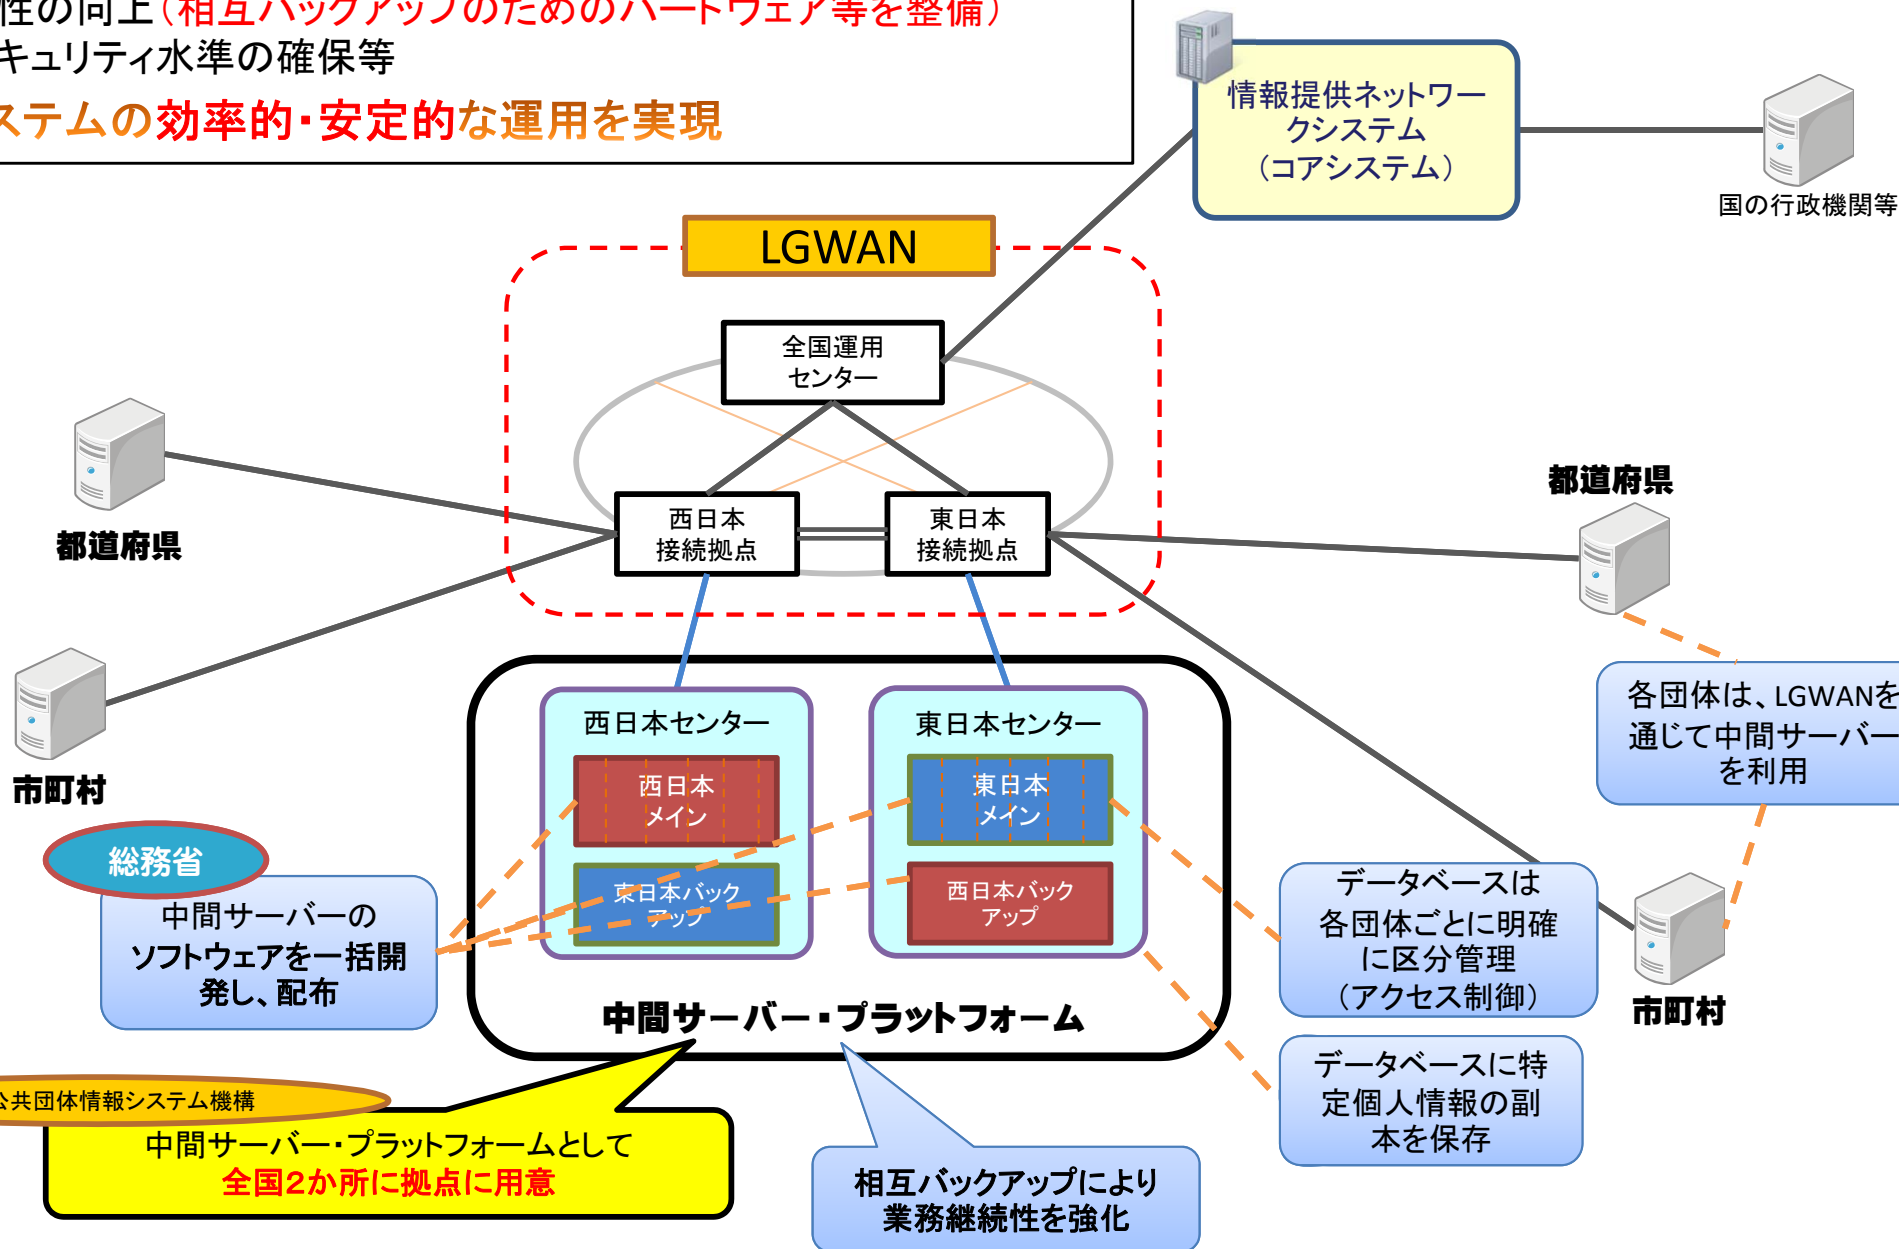 性の向上（相互バックアップのためのハードウェア等を整備）
キュリティ水準の確保等
ステムの効率的・安定的な運用を実現
情報提供ネットワー
クシステム
（コアシステム）
国の行政機関等
LGWAN
全国運用
センター
西日本
接続拠点
東日本
接続拠点
都道府県
都道府県
市町村
各団体は、LGWANを
通じて中間サーバー
を利用
西日本センター
西日本
メイン
東日本バック
アップ
東日本センター
東日本
メイン
西日本バック
アップ
総務省
中間サーバーの
ソフトウェアを一括開
発し、配布
データベースは
各団体ごとに明確
に区分管理
（アクセス制御）
市町村
中間サーバー・プラットフォーム
データベースに特
定個人情報の副
本を保存
公共団体情報システム機構
中間サーバー・プラットフォームとして
全国２か所に拠点に用意
相互バックアップにより
業務継続性を強化